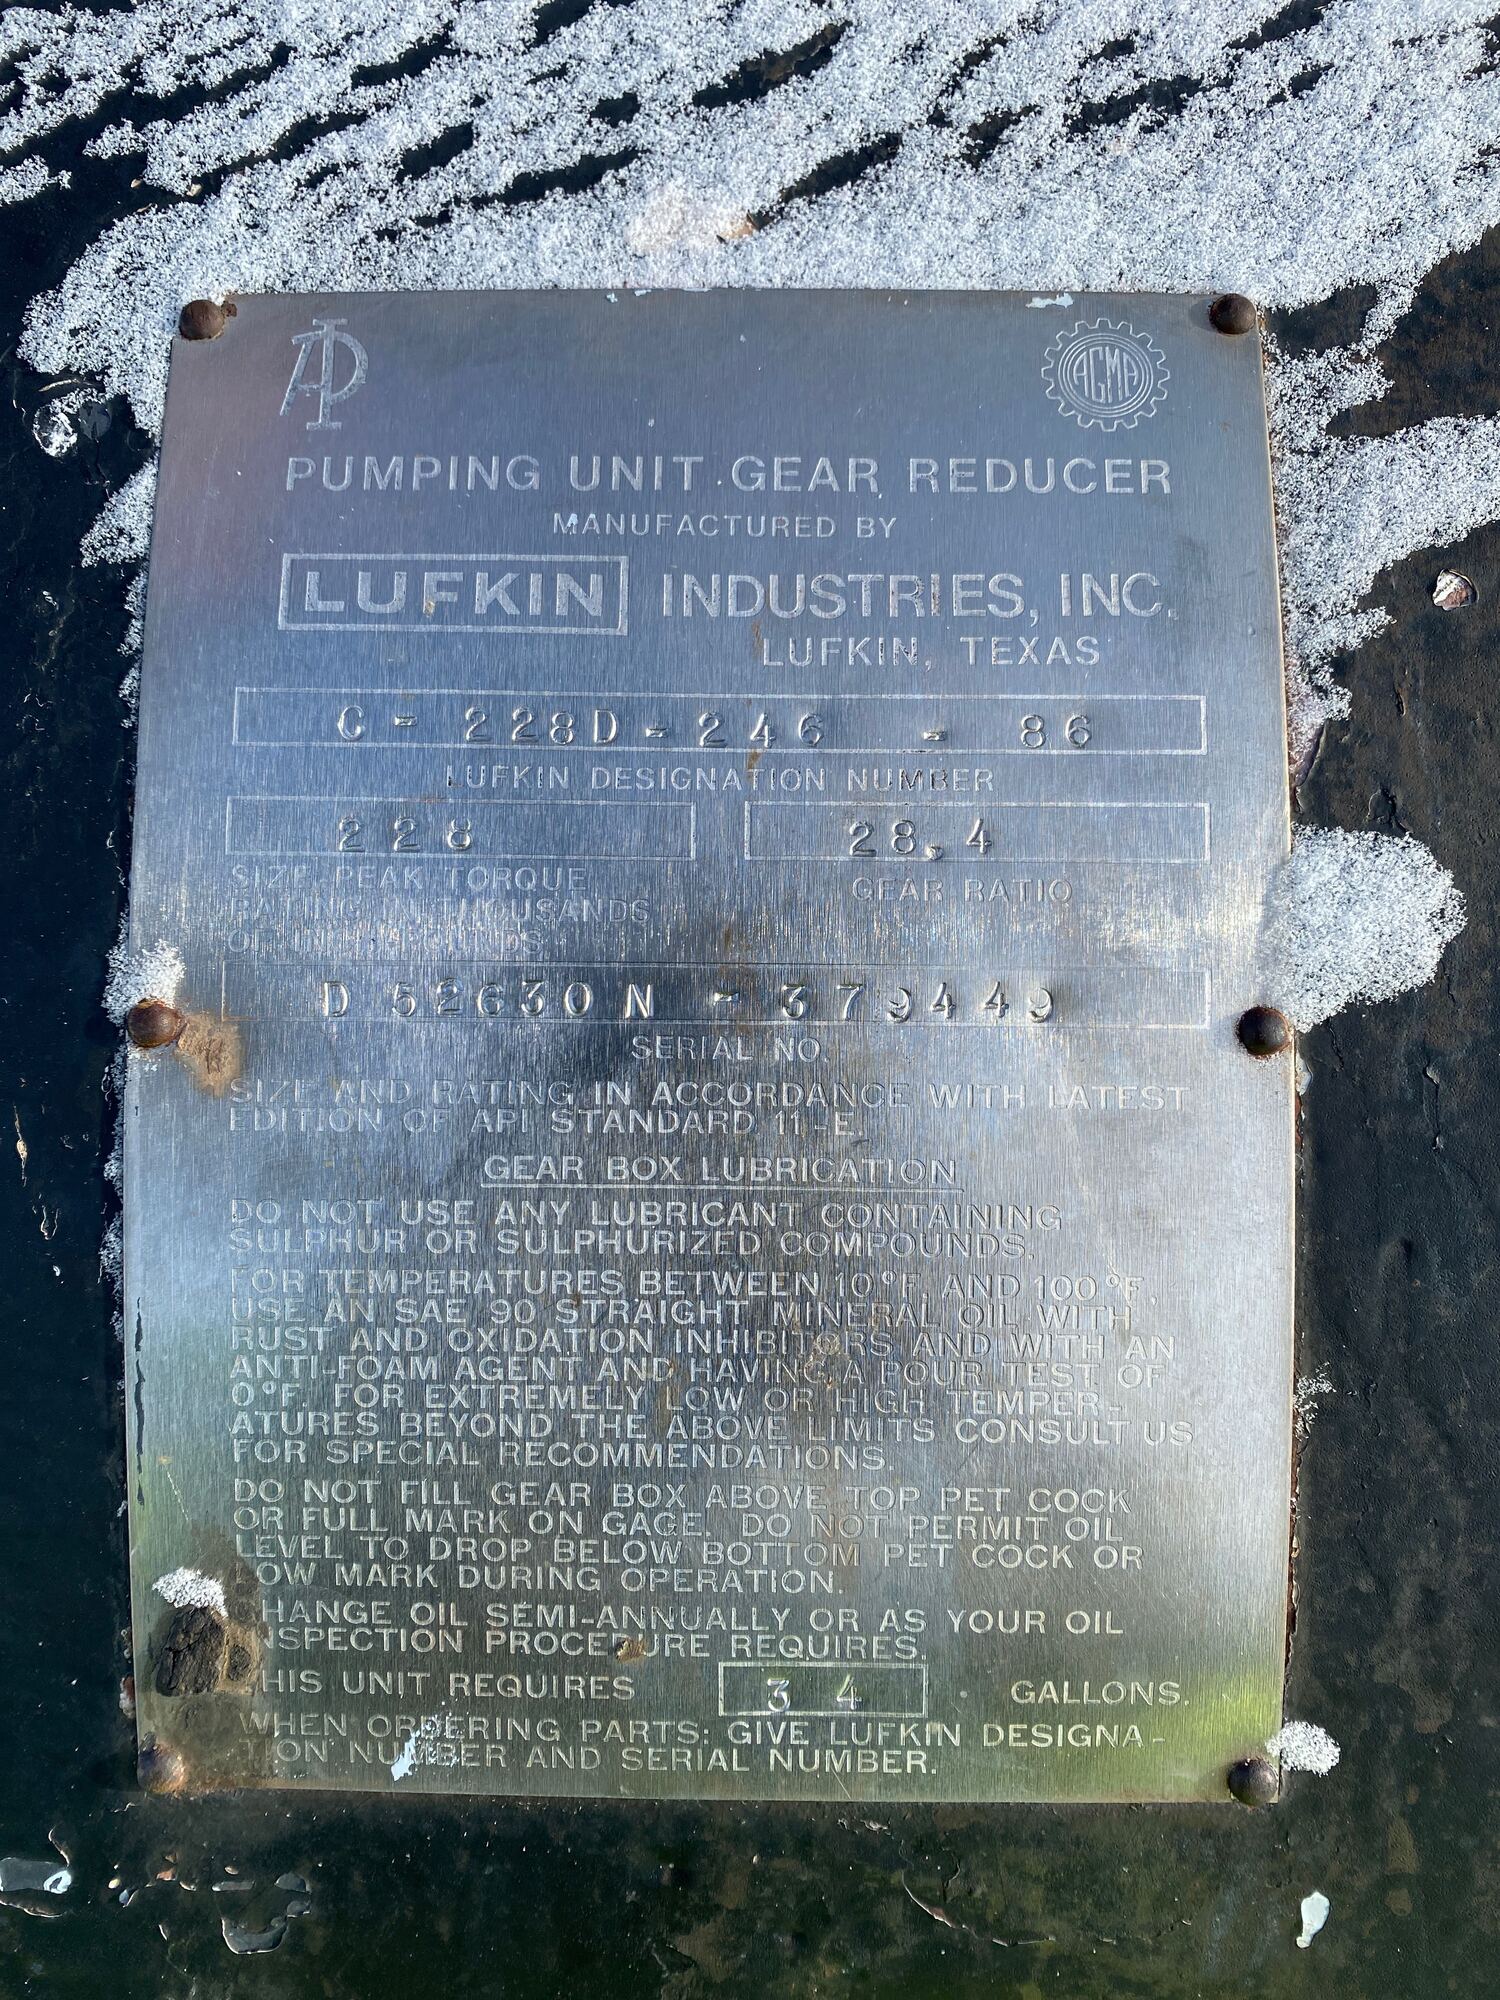 API
AGMA
PUMPING UNIT GEAR REDUCER
MANUFACTURED BY
LUFKIN INDUSTRIES, INC.
LUFKIN, TEXAS
C - 228D - 246 - 86
LUFKIN DESIGNATION NUMBER
228 28.4
SIZE PEAK TORQUE GEAR RATIO
RATING IN THOUSANDS
OF INCH POUNDS
D 52630 N - 379449
SERIAL NO.
SIZE AND RATING IN ACCORDANCE WITH LATEST
EDITION OF API STANDARD 11-E.
GEAR BOX LUBRICATION
DO NOT USE ANY LUBRICANT CONTAINING
SULPHUR OR SULPHURIZED COMPOUNDS.
FOR TEMPERATURES BETWEEN 10°F. AND 100°F.
USE AN SAE 90 STRAIGHT MINERAL OIL WITH
RUST AND OXIDATION INHIBITORS AND WITH AN
ANTI-FOAM AGENT AND HAVING A POUR TEST OF
0°F. FOR EXTREMELY LOW OR HIGH TEMPER-
ATURES BEYOND THE ABOVE LIMITS CONSULT US
FOR SPECIAL RECOMMENDATIONS.
DO NOT FILL GEAR BOX ABOVE TOP PET COCK
OR FULL MARK ON GAGE. DO NOT PERMIT OIL
LEVEL TO DROP BELOW BOTTOM PET COCK OR
LOW MARK DURING OPERATION.
CHANGE OIL SEMI-ANNUALLY OR AS YOUR OIL
INSPECTION PROCEDURE REQUIRES.
THIS UNIT REQUIRES 34 GALLONS.
WHEN ORDERING PARTS: GIVE LUFKIN DESIGNA-
TION NUMBER AND SERIAL NUMBER.